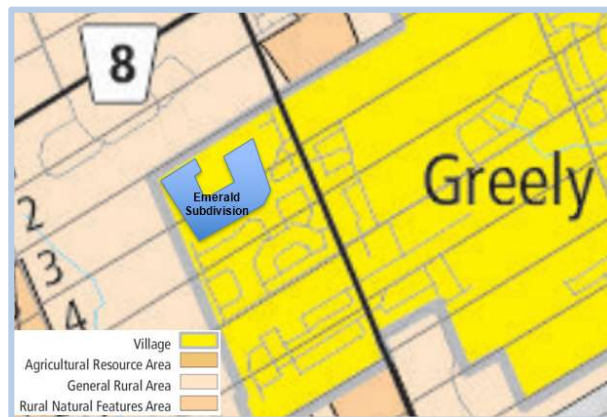 8
Emerald
Subdivision
Greely
2
3
4
Village
Agricultural Resource Area
General Rural Area
Rural Natural Features Area